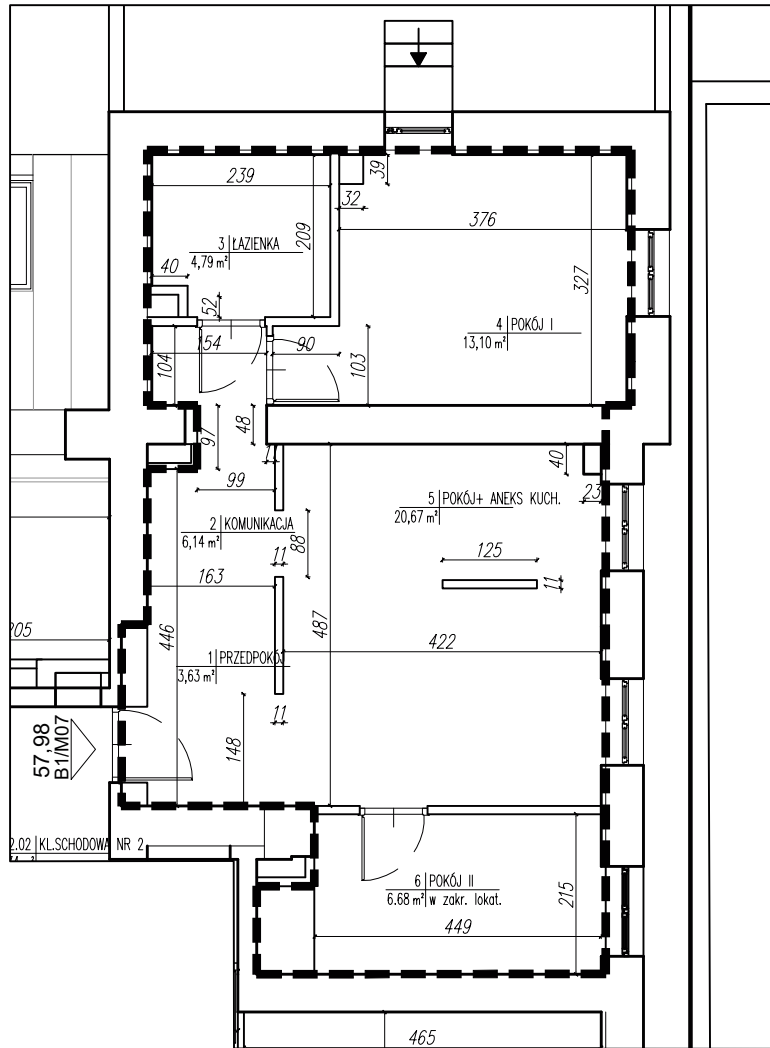 239
39
32
376
209
3 ŁAZIENKA
4,79 m²
40
52
327
4 POKÓJ I
13,10 m²
154
90
104
103
97
48
7
99
40
23
5 POKÓJ+ ANEKS KUCH.
20,67 m²
2 KOMUNIKACJA
6,14 m²
88
11
125
11
163
446
487
422
205
1 PRZEDPOKÓJ
3,63 m²
11
148
57,98
B1/M07
2.02 KL.SCHODOWA NR 2
6 POKÓJ II
6.68 m² w zakr. lokat.
215
449
465